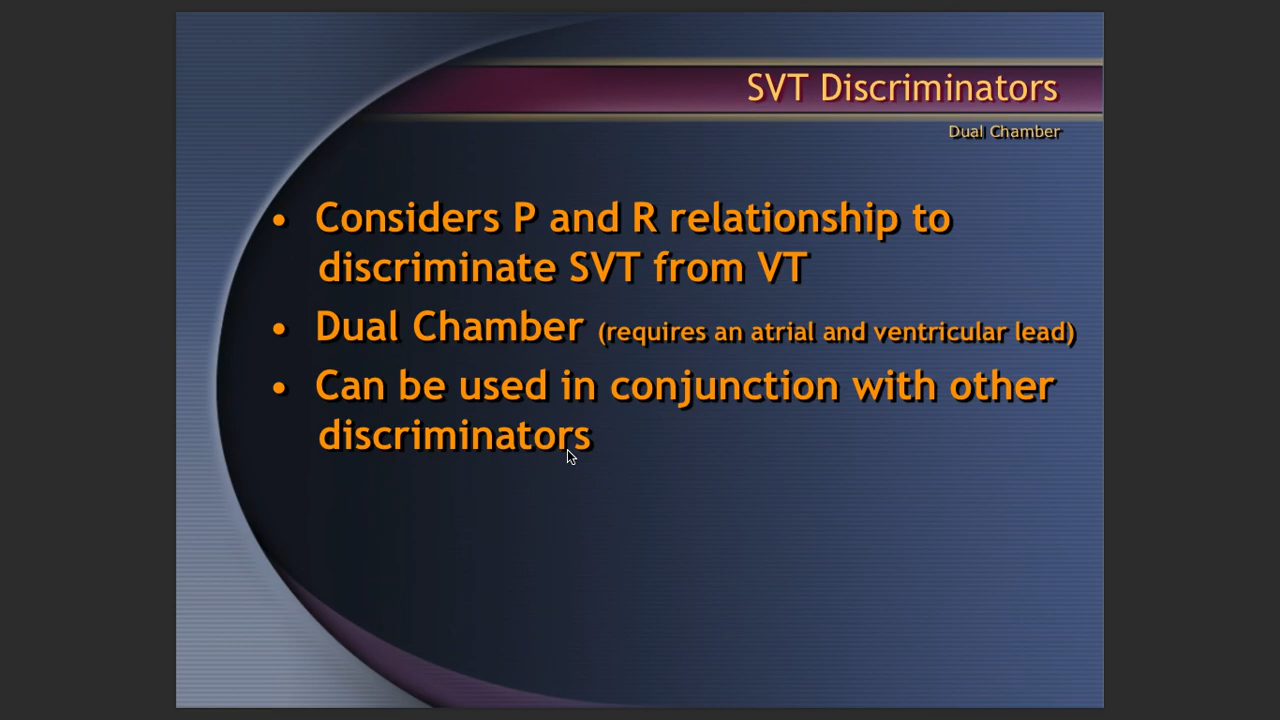 SVT Discriminators
Dual Chamber
• Considers P and R relationship to
discriminate SVT from VT
• Dual Chamber (requires an atrial and ventricular lead)
• Can be used in conjunction with other
discriminators